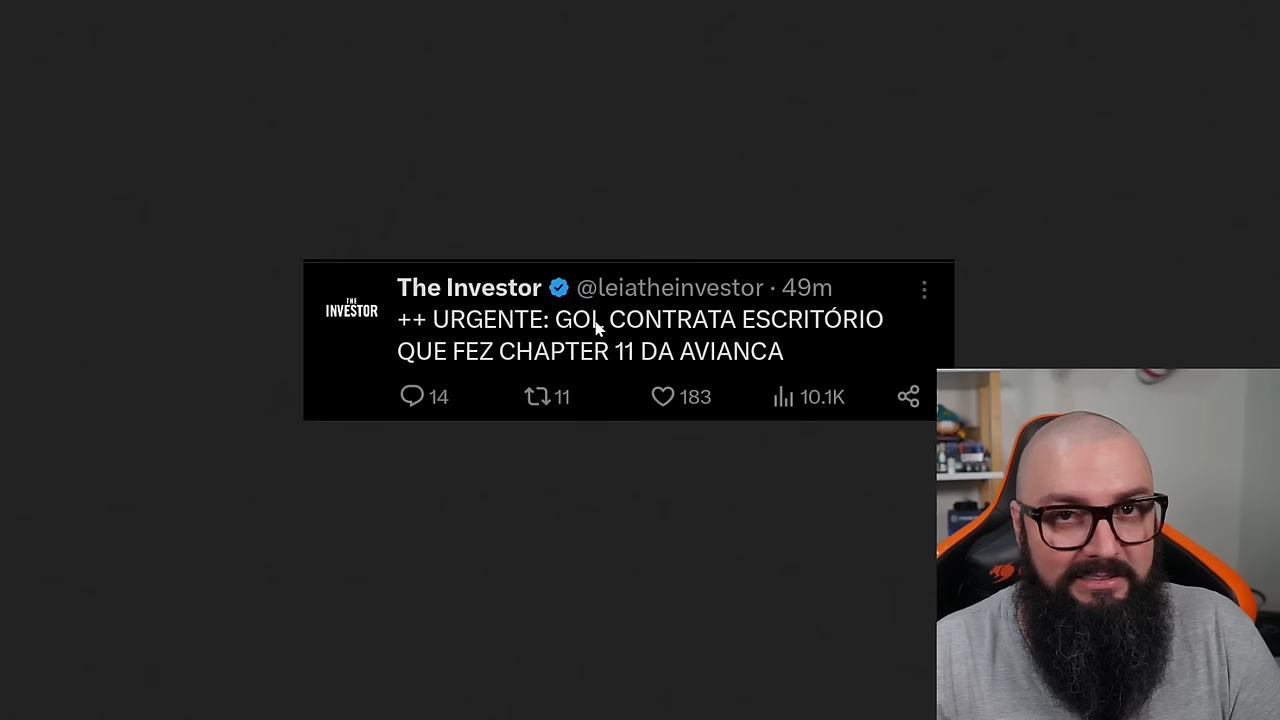 THE
INVESTOR
The Investor @leiatheinvestor · 49m
++ URGENTE: GOL CONTRATA ESCRITÓRIO
QUE FEZ CHAPTER 11 DA AVIANCA
14 11 183 10.1K